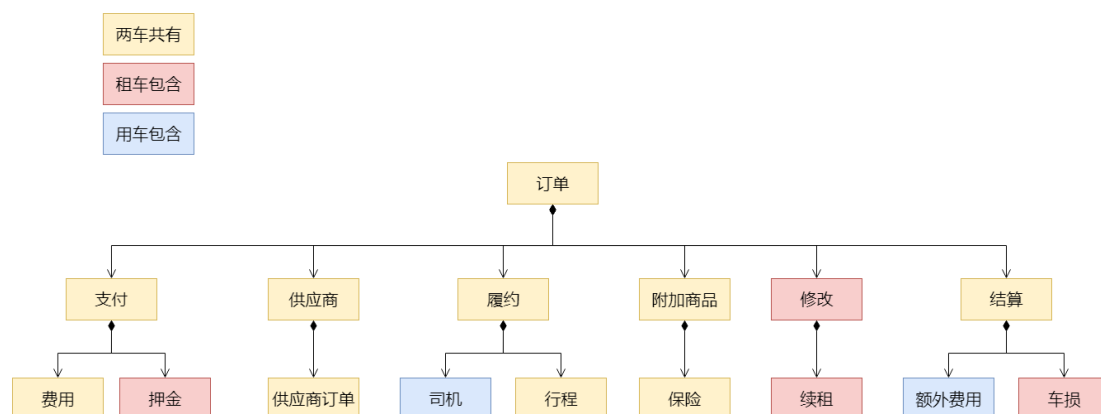 两车共有
租车包含
用车包含
订单
支付
供应商
履约
附加商品
修改
结算
费用
押金
供应商订单
司机
行程
保险
续租
额外费用
车损